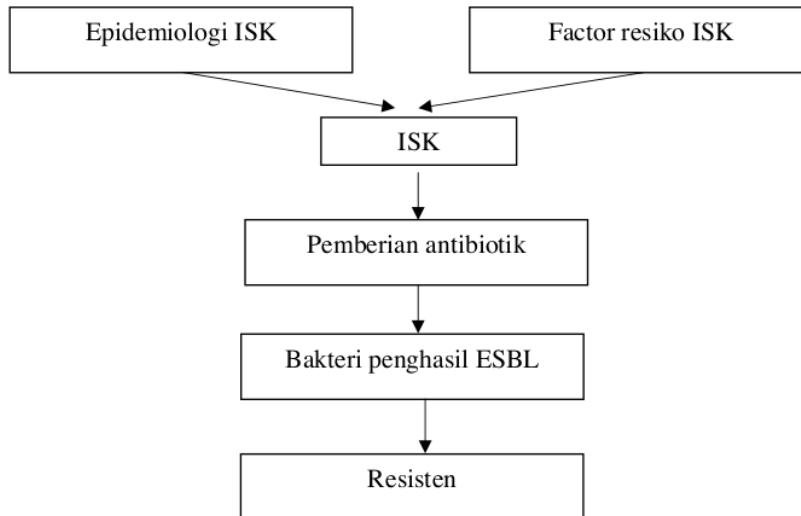 Epidemiologi ISK
Factor resiko ISK
ISK
Pemberian antibiotik
Bakteri penghasil ESBL
Resisten